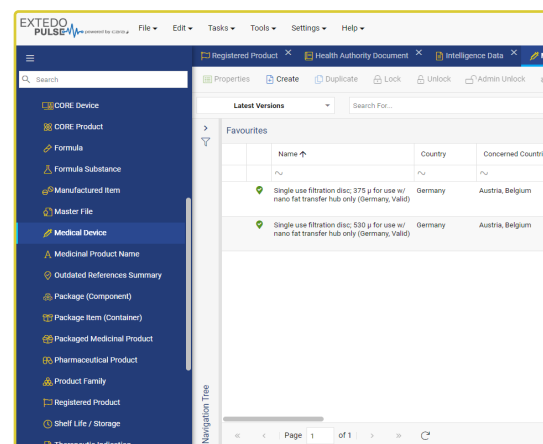 EXTEDO
PULSE powered by
File Edit Tasks Tools Settings Help
Registered Product Health Authority Document Intelligence Data
Search
Properties Create Duplicate Lock Unlock Admin Unlock
Latest Versions Search For...
CORE Device
CORE Product
Formula
Formula Substance
Manufactured Item
Master File
Medical Device
Medicinal Product Name
Outdated References Summary
Package (Component)
Package Item (Container)
Packaged Medicinal Product
Pharmaceutical Product
Product Family
Registered Product
Shelf Life / Storage
Therapeutic Indication
Navigation Tree
Favourites
Name Country Concerned Countri
Single use filtration disc; 375 µ for use w/ Germany Austria, Belgium
nano fat transfer hub only (Germany, Valid)
Single use filtration disc; 530 µ for use w/ Germany Austria, Belgium
nano fat transfer hub only (Germany, Valid)
Page 1 of 1